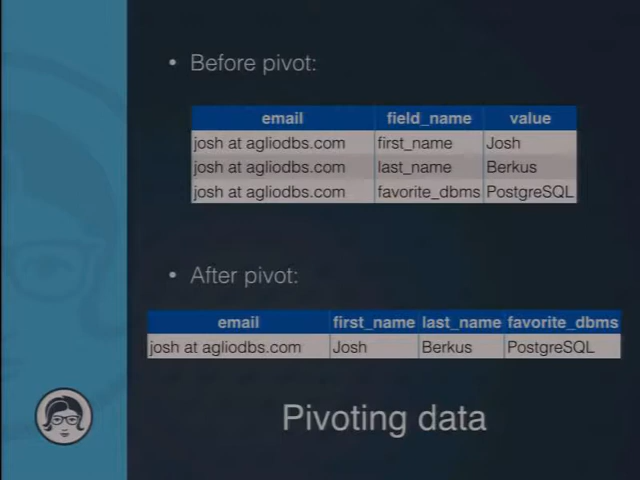 • Before pivot:
email field_name value
josh at agliodbs.com first_name Josh
josh at agliodbs.com last_name Berkus
josh at agliodbs.com favorite_dbms PostgreSQL
• After pivot:
email first_name last_name favorite_dbms
josh at agliodbs.com Josh Berkus PostgreSQL
Pivoting data